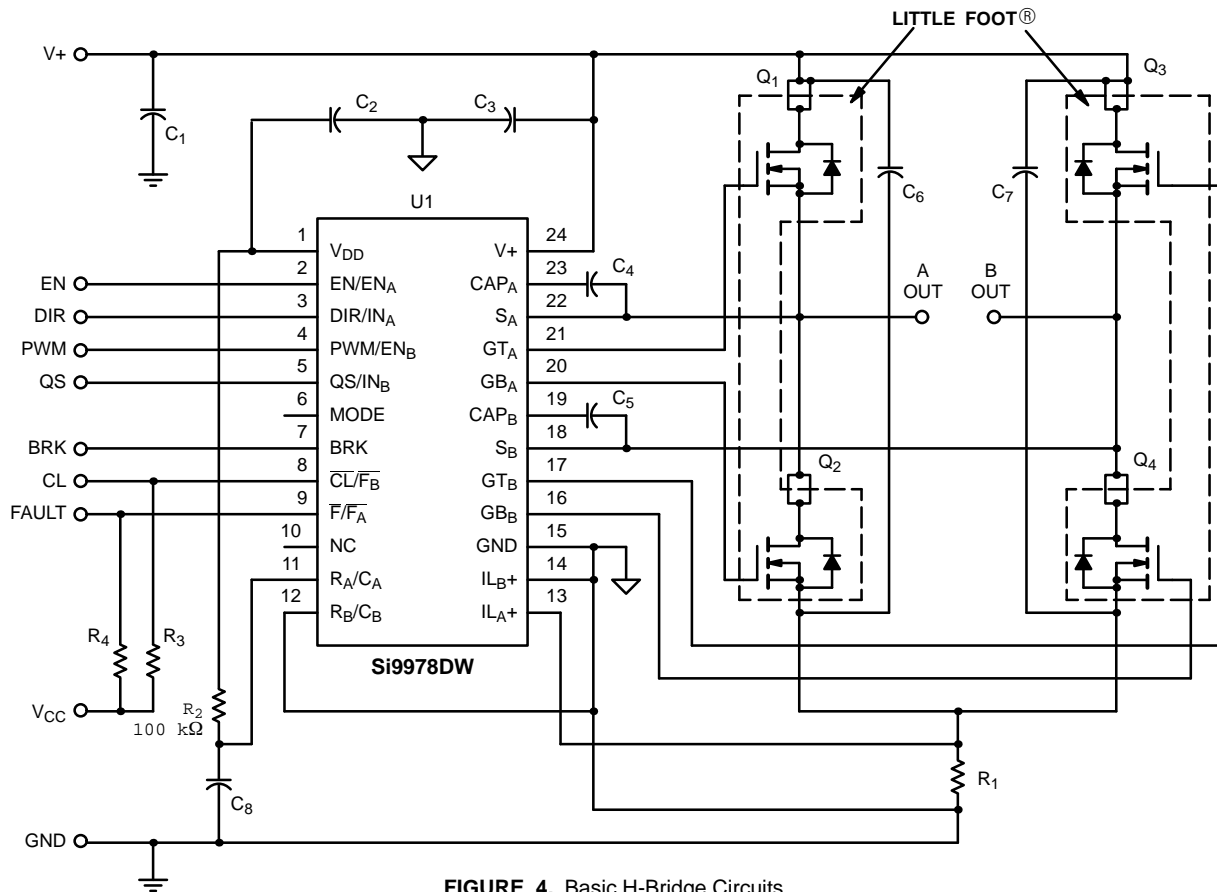 LITTLE FOOT®
V+
C1
C2
C3
Q1
Q3
C6
C7
U1
1 VDD
2 EN/ENA
3 DIR/INA
4 PWM/ENB
5 QS/INB
6 MODE
7 BRK
8 CL/FB
9 F/FA
10 NC
11 RA/CA
12 RB/CB
24 V+
23 CAPA
22 SA
21 GTA
20 GBA
19 CAPB
18 SB
17 GTB
16 GBB
15 GND
14 ILB+
13 ILA+
Si9978DW
EN
DIR
PWM
QS
BRK
CL
FAULT
C4
C5
A
OUT
B
OUT
Q2
Q4
R4
R3
VCC
R2
100 kΩ
C8
R1
GND
FIGURE 4. Basic H-Bridge Circuits